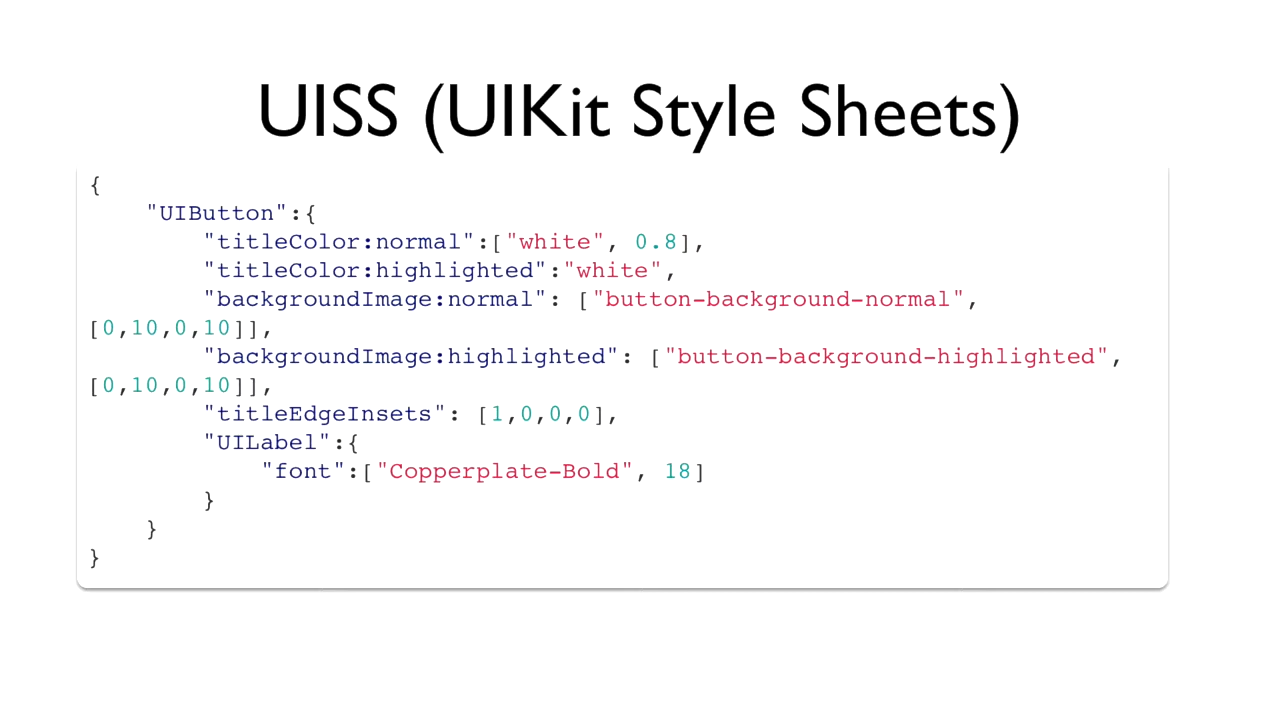 UISS (UIKit Style Sheets)
{
    "UIButton":{
        "titleColor:normal":["white", 0.8],
        "titleColor:highlighted":"white",
        "backgroundImage:normal": ["button-background-normal",
[0,10,0,10]],
        "backgroundImage:highlighted": ["button-background-highlighted",
[0,10,0,10]],
        "titleEdgeInsets": [1,0,0,0],
        "UILabel":{
            "font":["Copperplate-Bold", 18]
        }
    }
}